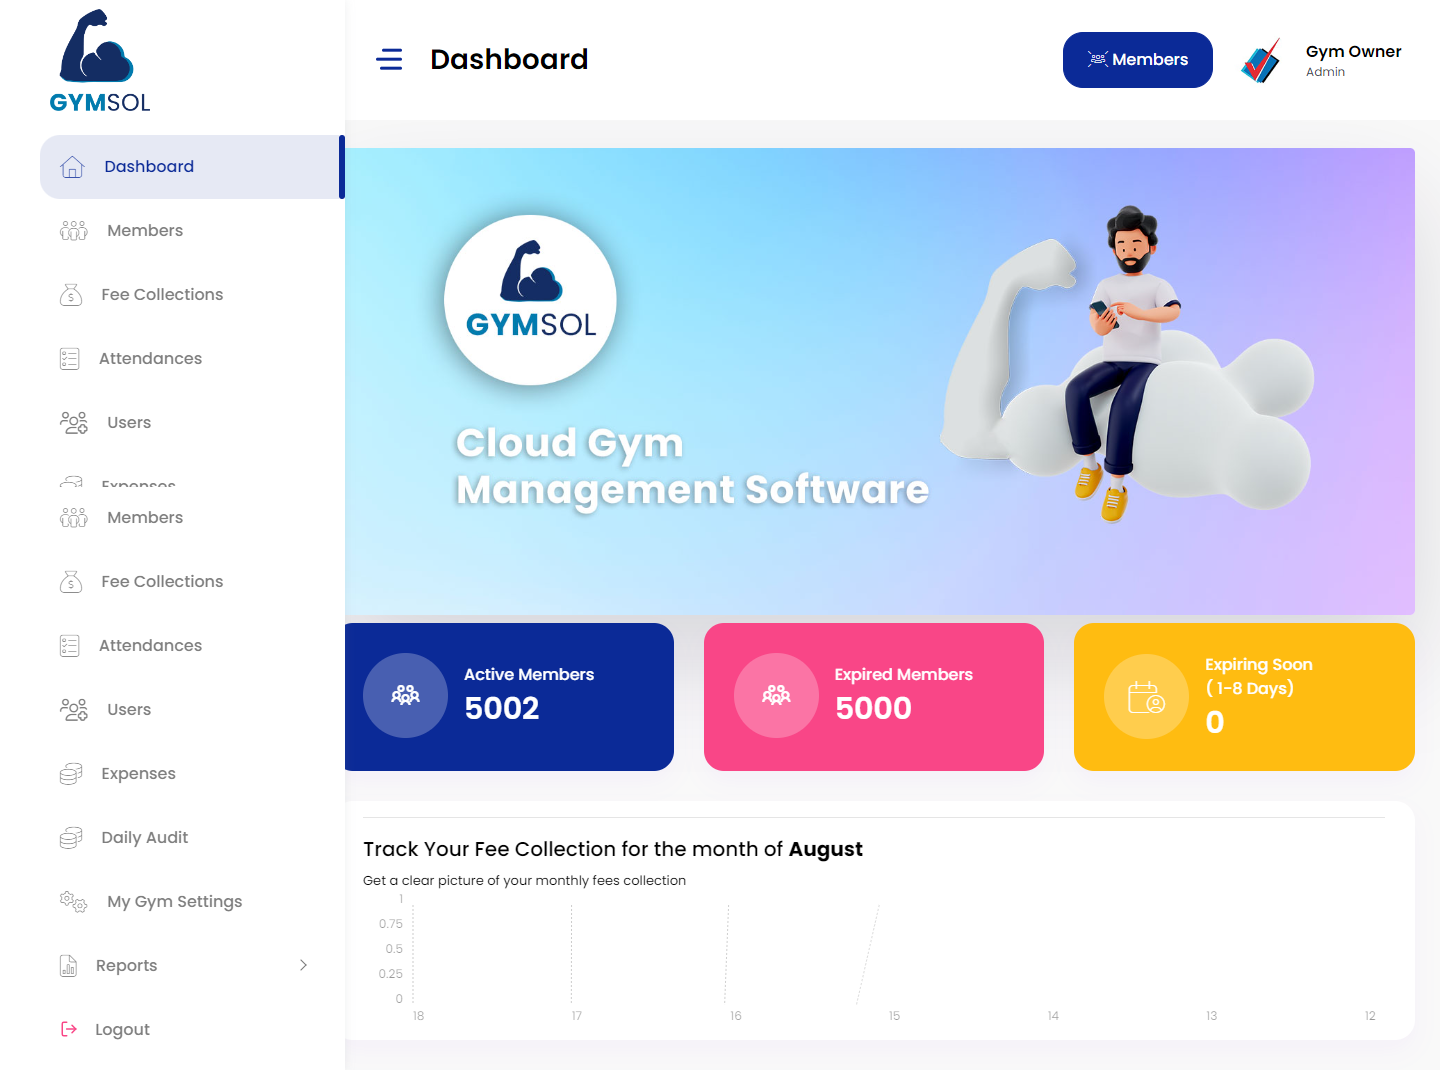 GYMSOL
Dashboard
Members
Fee Collections
Attendances
Users
Expenses
Members
Fee Collections
Attendances
Users
Expenses
Daily Audit
My Gym Settings
Reports
Logout
Dashboard
Members
Gym Owner
Admin
GYMSOL
Cloud Gym
Management Software
Active Members
5002
Expired Members
5000
Expiring Soon
( 1-8 Days)
0
Track Your Fee Collection for the month of August
Get a clear picture of your monthly fees collection
1
0.75
0.5
0.25
0
18 17 16 15 14 13 12